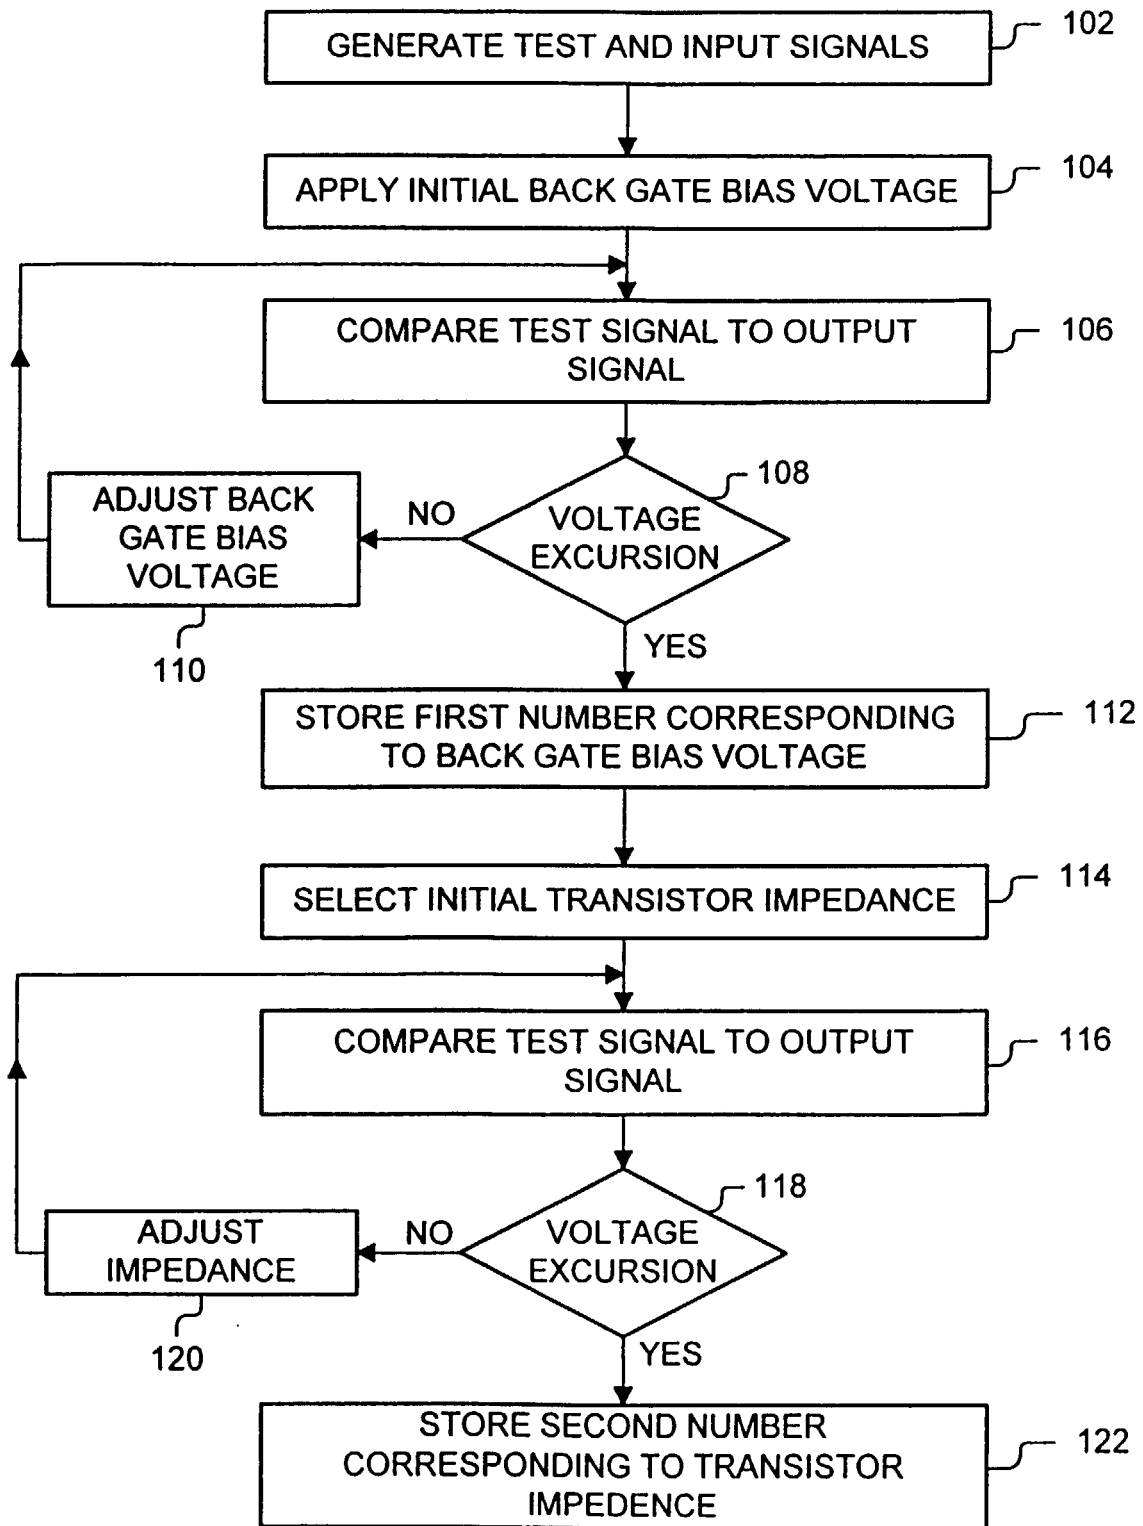 GENERATE TEST AND INPUT SIGNALS
102
APPLY INITIAL BACK GATE BIAS VOLTAGE
104
COMPARE TEST SIGNAL TO OUTPUT
SIGNAL
106
108
VOLTAGE
EXCURSION
NO
ADJUST BACK
GATE BIAS
VOLTAGE
110
YES
STORE FIRST NUMBER CORRESPONDING
TO BACK GATE BIAS VOLTAGE
112
SELECT INITIAL TRANSISTOR IMPEDANCE
114
COMPARE TEST SIGNAL TO OUTPUT
SIGNAL
116
118
VOLTAGE
EXCURSION
NO
ADJUST
IMPEDANCE
120
YES
STORE SECOND NUMBER
CORRESPONDING TO TRANSISTOR
IMPEDENCE
122